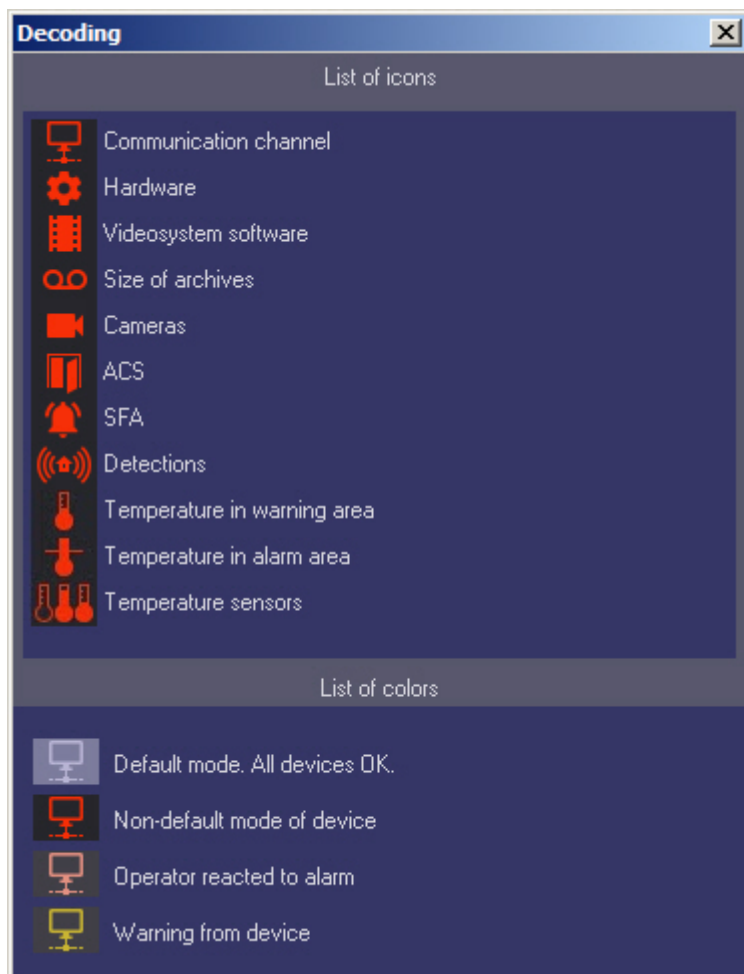 Decoding
List of icons
Communication channel
Hardware
Videosystem software
Size of archives
Cameras
ACS
SFA
Detections
Temperature in warning area
Temperature in alarm area
Temperature sensors
List of colors
Default mode. All devices OK.
Non-default mode of device
Operator reacted to alarm
Warning from device